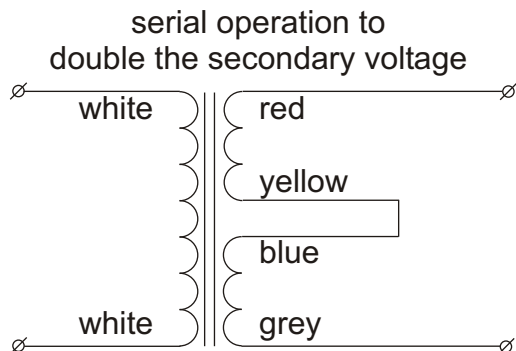 serial operation to
double the secondary voltage
white red
yellow
blue
white grey